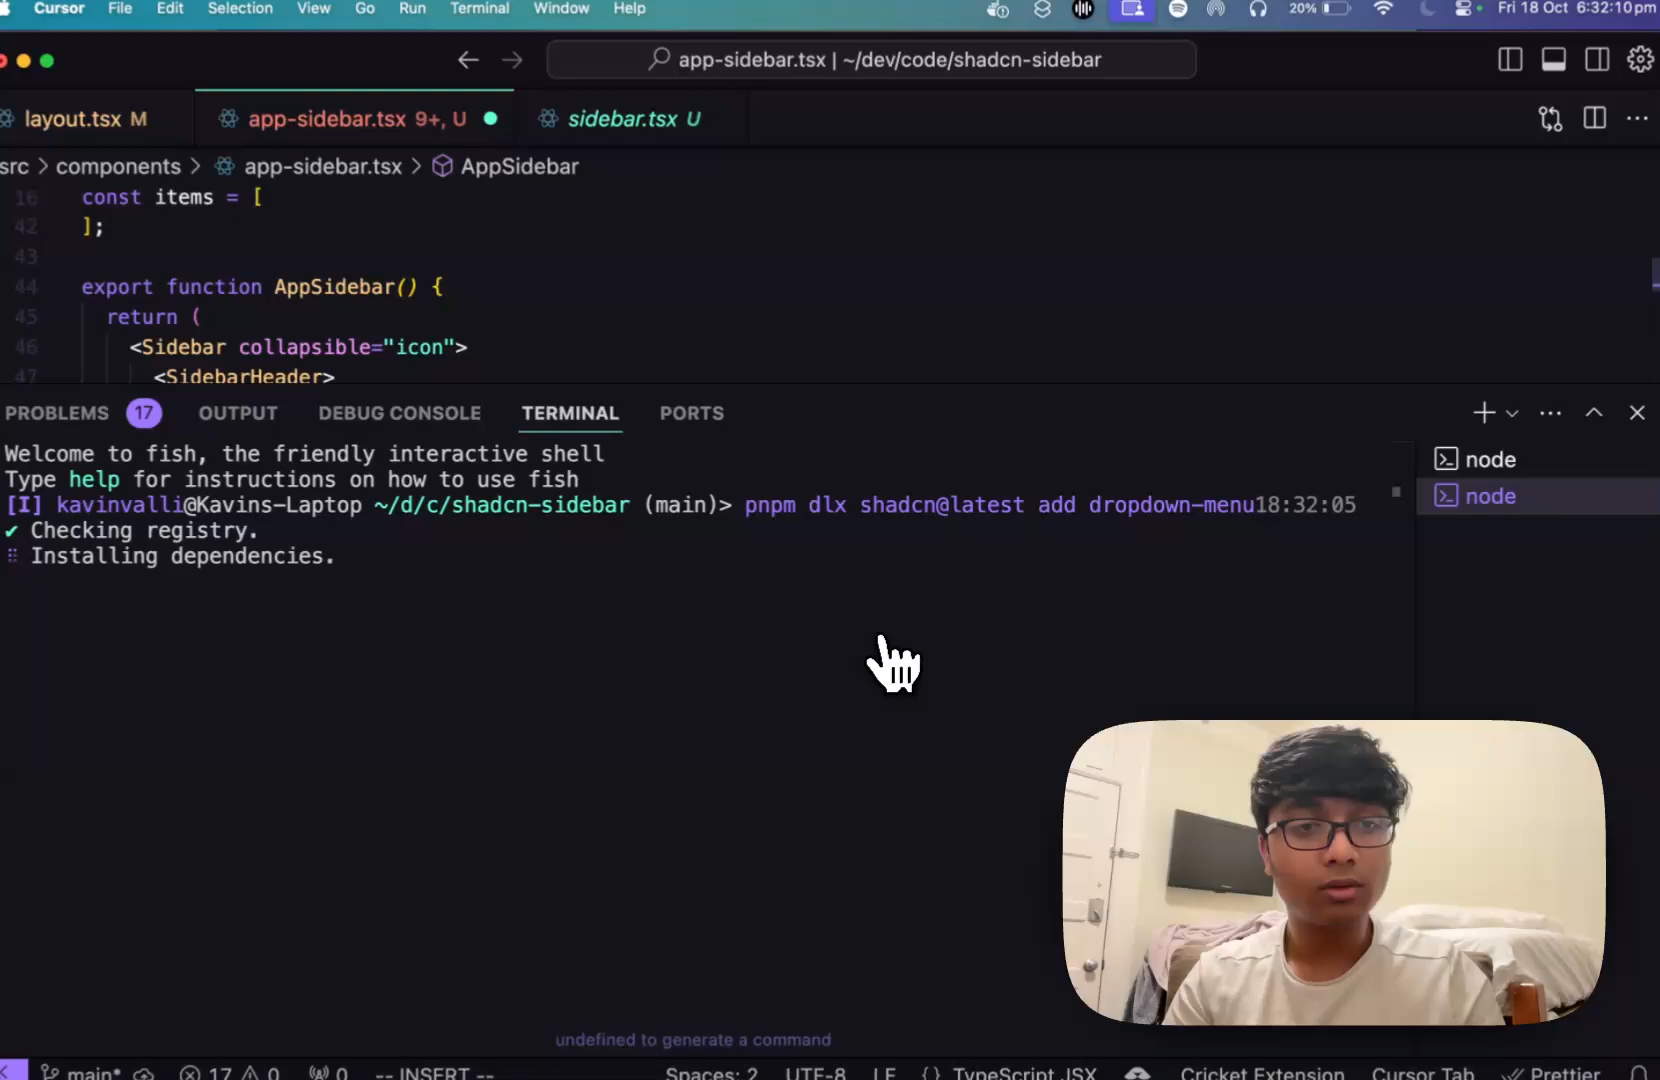 Cursor File Edit Selection View Go Run Terminal Window Help 20% Fri 18 Oct 6:32:10 pm
app-sidebar.tsx | ~/dev/code/shadcn-sidebar
layout.tsx M app-sidebar.tsx 9+, U sidebar.tsx U
src > components > app-sidebar.tsx > AppSidebar
16 const items = [
42 ];
43
44 export function AppSidebar() {
45 return (
46 <Sidebar collapsible="icon">
47 <SidebarHeader>
PROBLEMS 17 OUTPUT DEBUG CONSOLE TERMINAL PORTS
Welcome to fish, the friendly interactive shell
Type help for instructions on how to use fish
[I] kavinvalli@Kavins-Laptop ~/d/c/shadcn-sidebar (main)> pnpm dlx shadcn@latest add dropdown-menu18:32:05
✔ Checking registry.
⠿ Installing dependencies.
node
node
undefined to generate a command
main* 17 0 0 -- INSERT -- Spaces: 2 UTF-8 LF {} TypeScript JSX Cricket Extension Cursor Tab Prettier